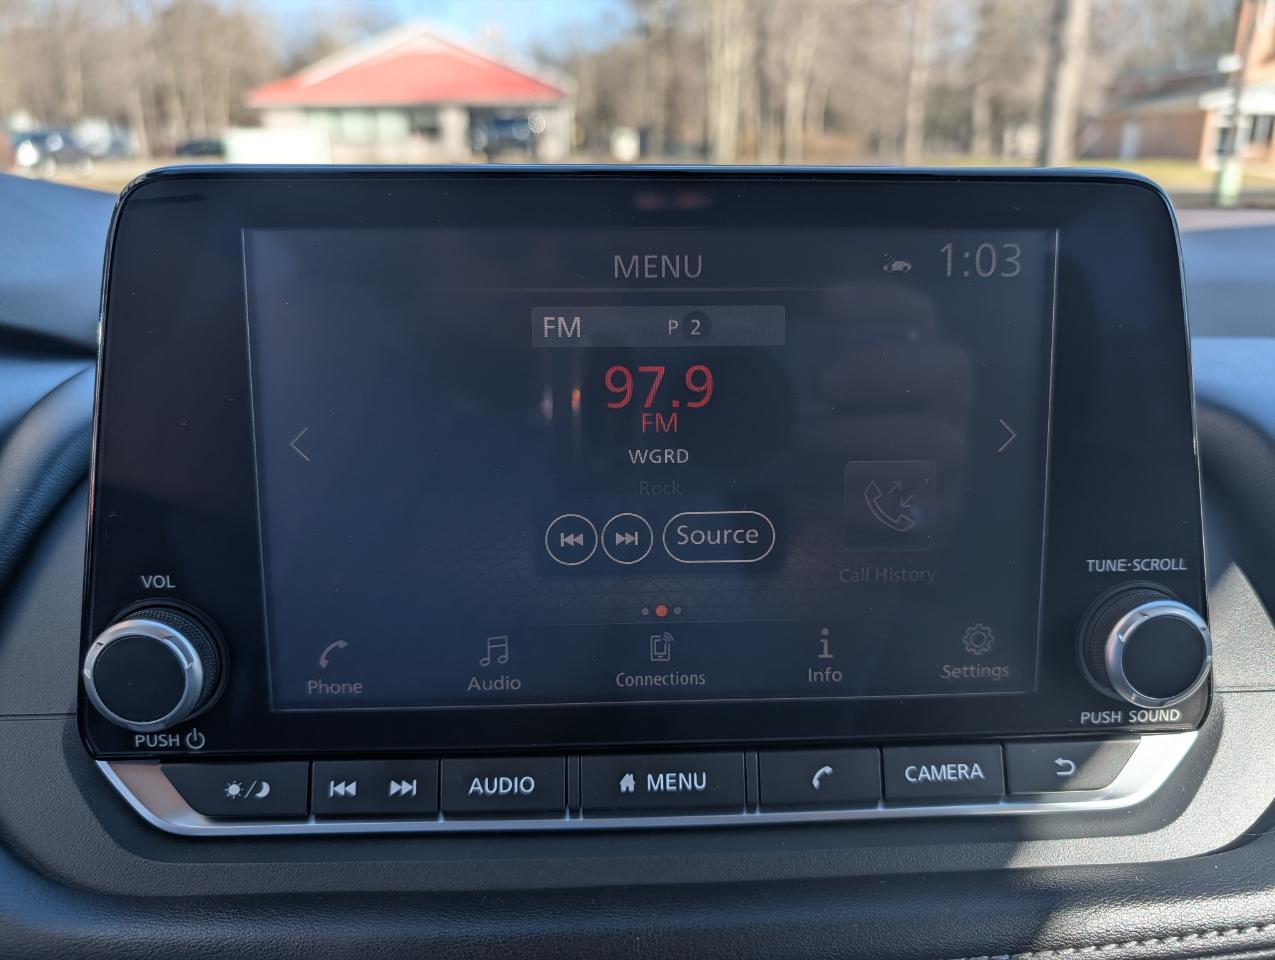 MENU
1:03
FM P 2
97.9
FM
WGRD
Rock
Source
Call History
Phone Audio Connections Info Settings
VOL
PUSH
TUNE·SCROLL
PUSH SOUND
AUDIO MENU CAMERA